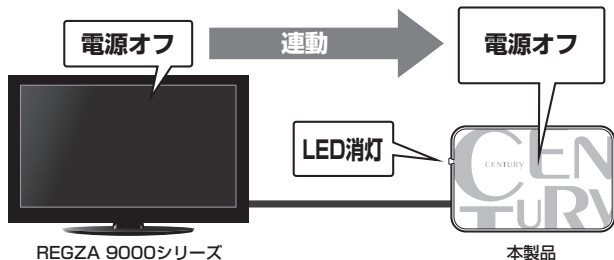 電源オフ
連動
電源オフ
LED消灯
CENTURY
CEN
TURY
REGZA 9000シリーズ
本製品